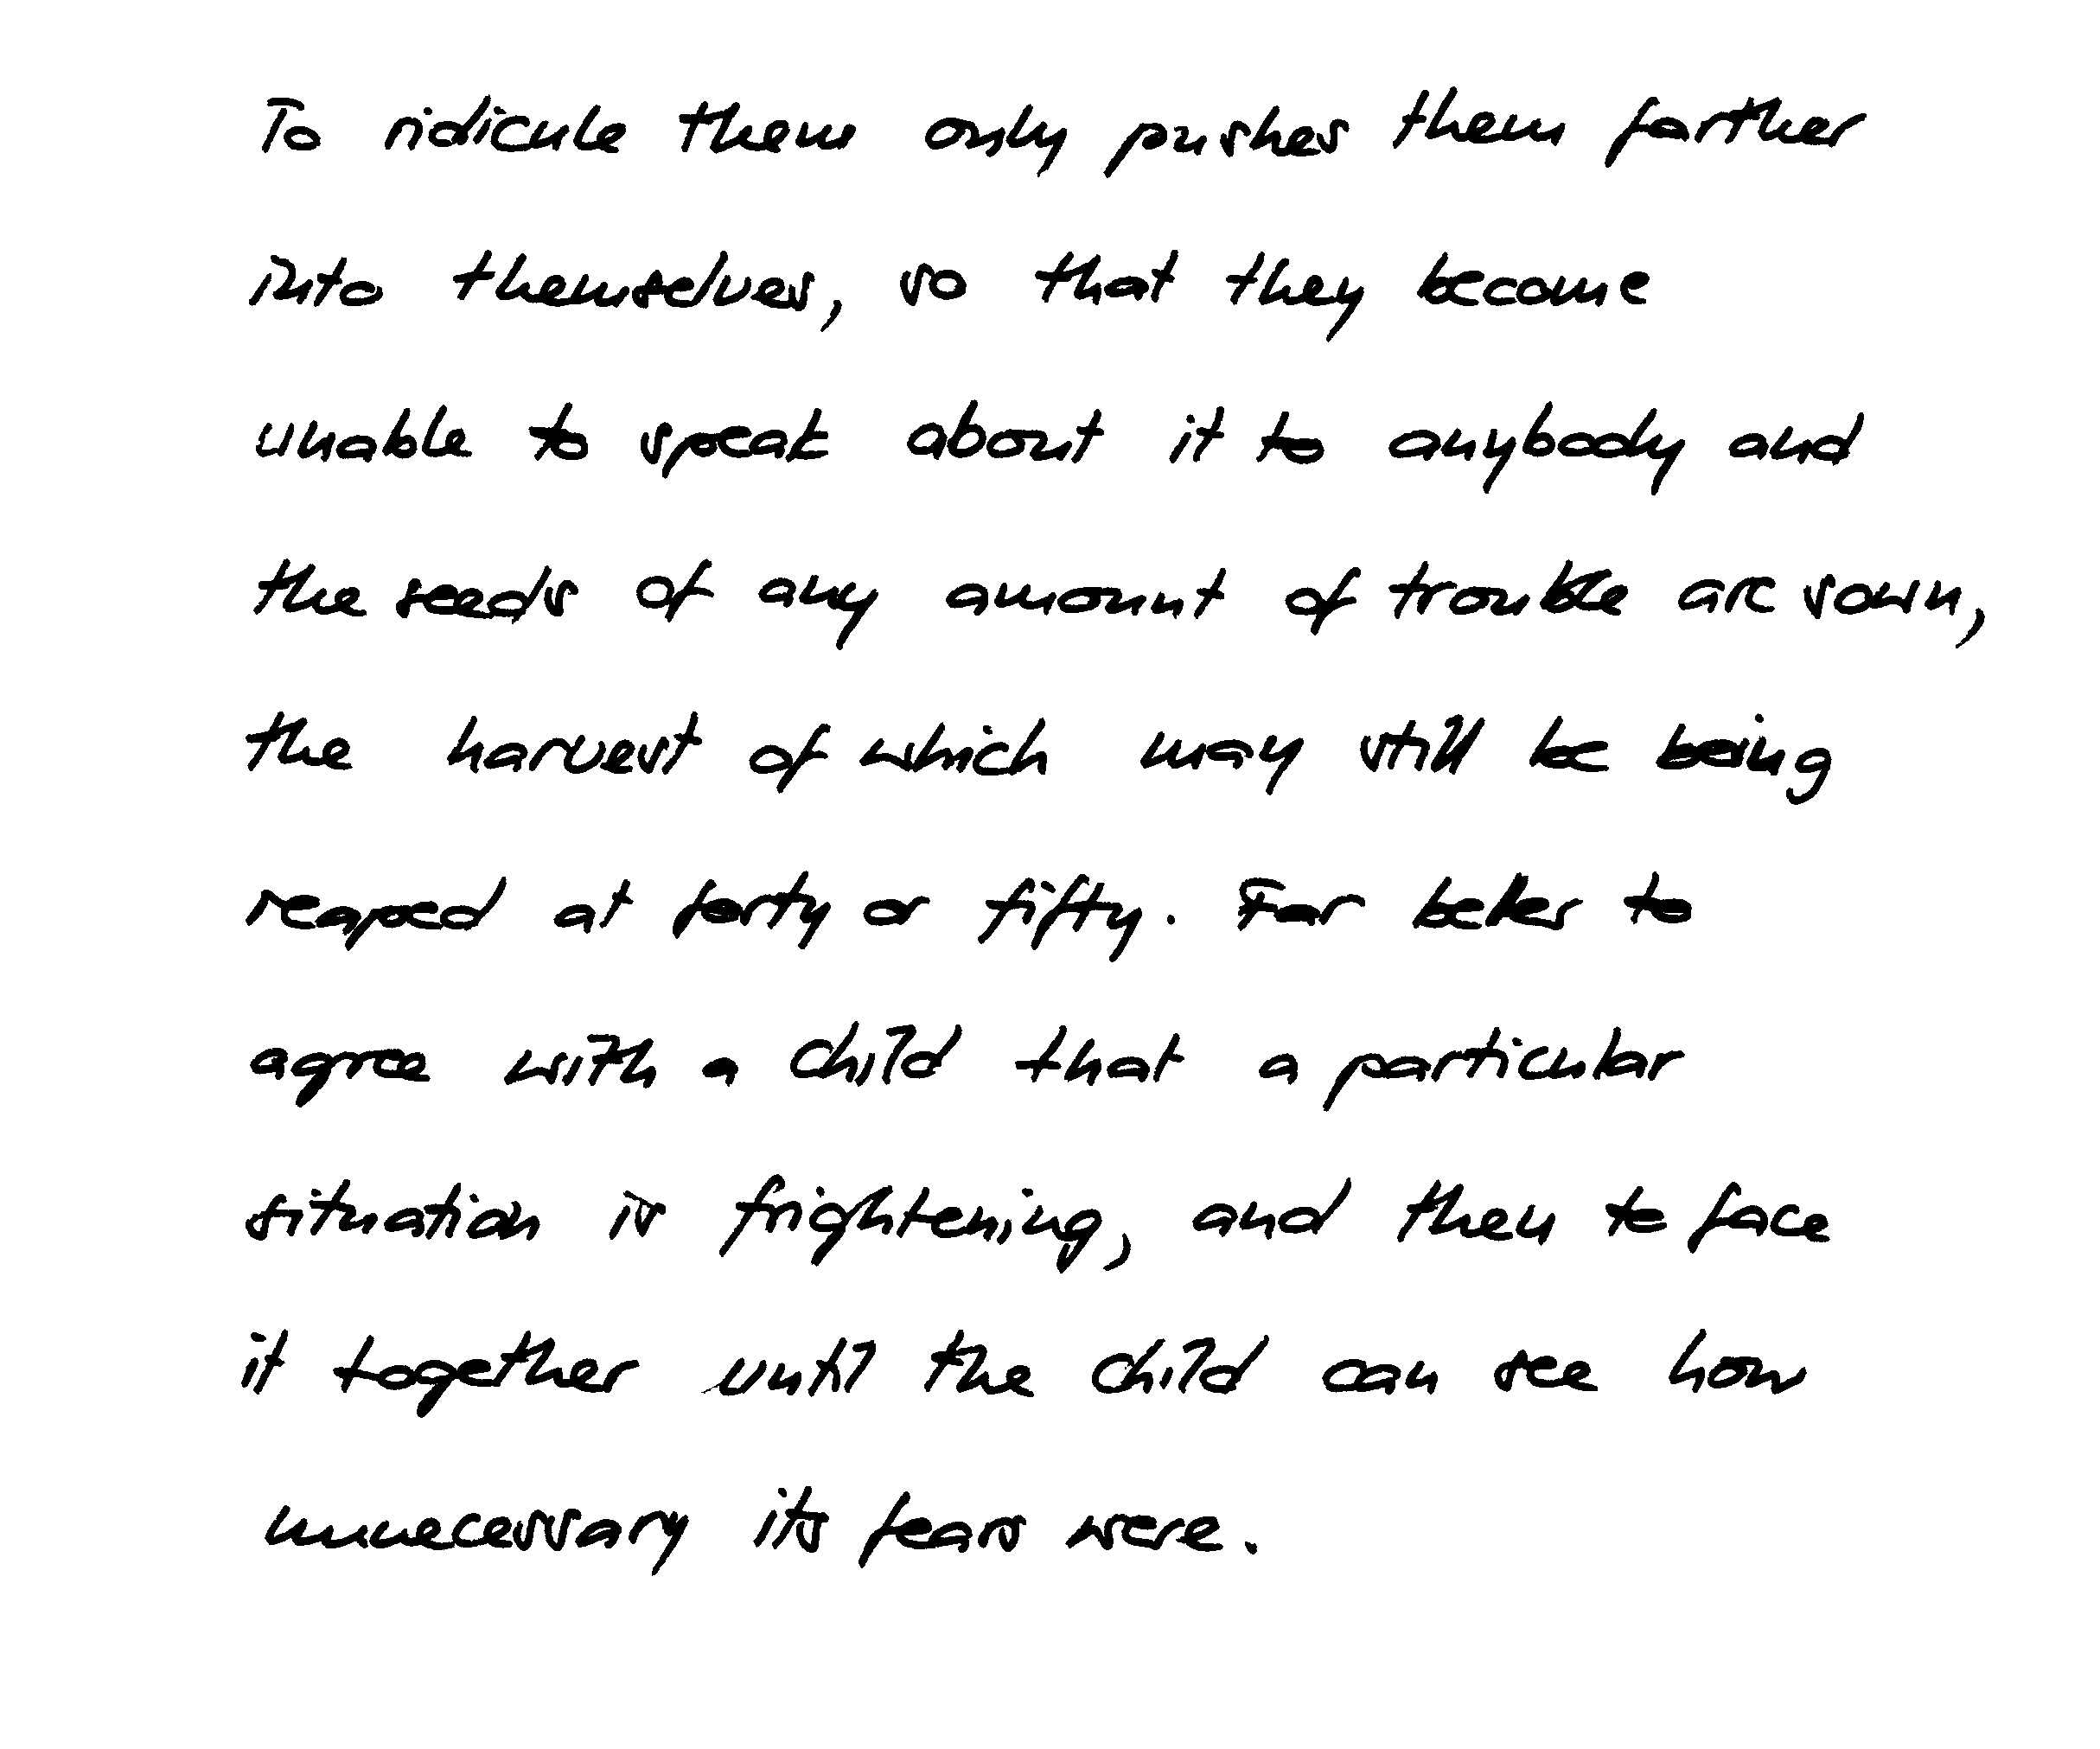 To ridicule them only pushes them farther
into themselves, so that they become
unable to speak about it to anybody and
the seeds of any amount of trouble are sown,
the harvest of which may still be being
reaped at forty or fifty. Far better to
agree with a child that a particular
situation is frightening, and then to face
it together until the child can see how
unnecessary its fears were.